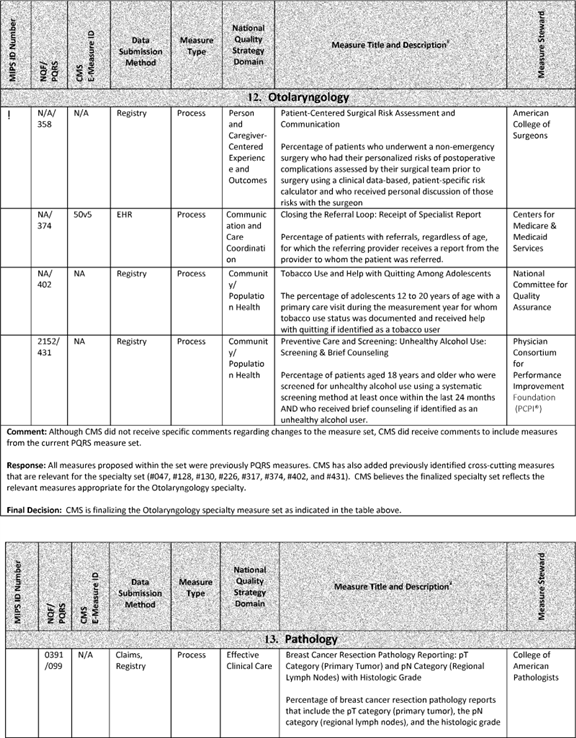 MIPS ID Number
NQF/
PQRS
CMS
E-Measure ID
Data
Submission
Method
Measure
Type
National
Quality
Strategy
Domain
Measure Title and Description
Measure Steward
12. Otolaryngology
!
N/A/
358
N/A
Registry
Process
Person
and
Caregiver-
Centered
Experienc
e and
Outcomes
Patient-Centered Surgical Risk Assessment and
Communication
Percentage of patients who underwent a non-emergency
surgery who had their personalized risks of postoperative
complications assessed by their surgical team prior to
surgery using a clinical data-based, patient-specific risk
calculator and who received personal discussion of those
risks with the surgeon
American
College of
Surgeons
NA/
374
50v5
EHR
Process
Communic
ation and
Care
Coordinati
on
Closing the Referral Loop: Receipt of Specialist Report
Percentage of patients with referrals, regardless of age,
for which the referring provider receives a report from the
provider to whom the patient was referred.
Centers for
Medicare &
Medicaid
Services
NA/
402
NA
Registry
Process
Communit
y/
Populatio
n Health
Tobacco Use and Help with Quitting Among Adolescents
The percentage of adolescents 12 to 20 years of age with a
primary care visit during the measurement year for whom
tobacco use status was documented and received help
with quitting if identified as a tobacco user
National
Committee for
Quality
Assurance
2152/
431
NA
Registry
Process
Communit
y/
Populatio
n Health
Preventive Care and Screening: Unhealthy Alcohol Use:
Screening & Brief Counseling
Percentage of patients aged 18 years and older who were
screened for unhealthy alcohol use using a systematic
screening method at least once within the last 24 months
AND who received brief counseling if identified as an
unhealthy alcohol user.
Physician
Consortium
for
Performance
Improvement
Foundation
(PCPI®)
Comment: Although CMS did not receive specific comments regarding changes to the measure set, CMS did receive comments to include measures
from the current PQRS measure set.
Response: All measures proposed within the set were previously PQRS measures. CMS has also added previously identified cross-cutting measures
that are relevant for the specialty set (#047, #128, #130, #226, #317, #374, #402, and #431). CMS believes the finalized specialty set reflects the
relevant measures appropriate for the Otolaryngology specialty.
Final Decision: CMS is finalizing the Otolaryngology specialty measure set as indicated in the table above.
MIPS ID Number
NQF/
PQRS
CMS
E-Measure ID
Data
Submission
Method
Measure
Type
National
Quality
Strategy
Domain
Measure Title and Description
Measure Steward
13. Pathology
0391
/099
N/A
Claims,
Registry
Process
Effective
Clinical Care
Breast Cancer Resection Pathology Reporting: pT
Category (Primary Tumor) and pN Category (Regional
Lymph Nodes) with Histologic Grade
Percentage of breast cancer resection pathology reports
that include the pT category (primary tumor), the pN
category (regional lymph nodes), and the histologic grade
College of
American
Pathologists